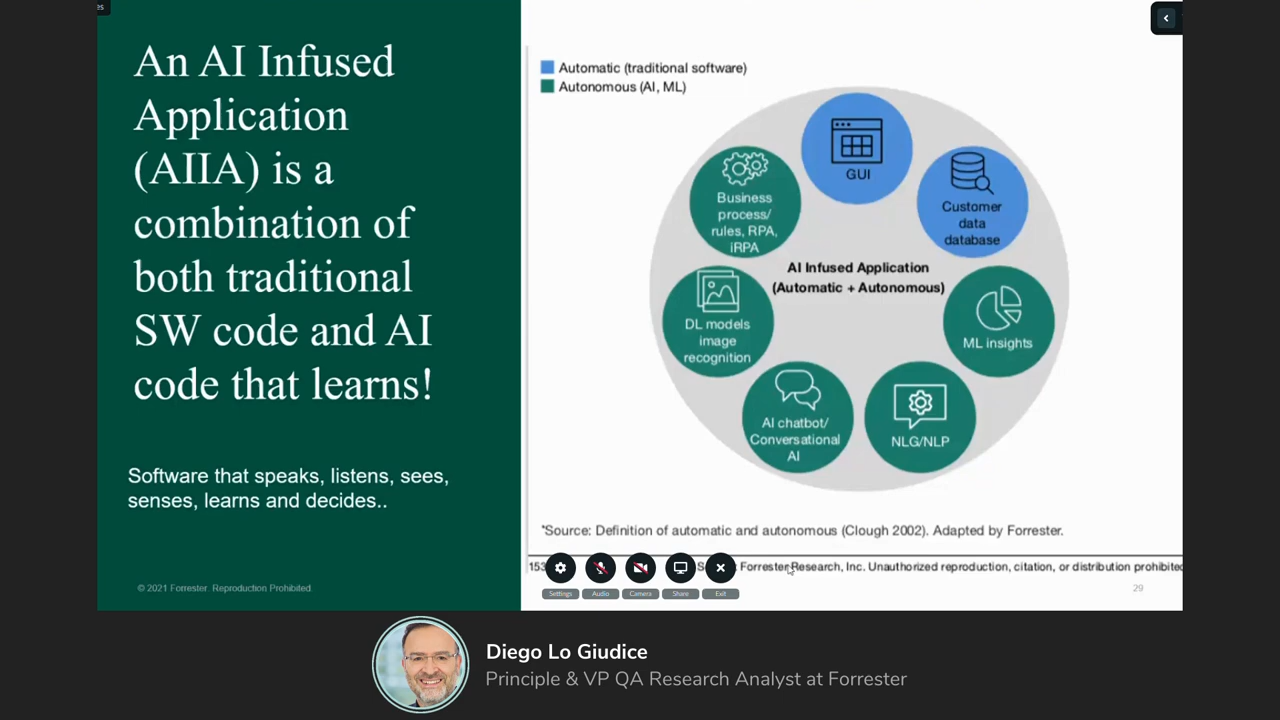 es
An AI Infused
Application
(AIIA) is a
combination of
both traditional
SW code and AI
code that learns!
Software that speaks, listens, sees,
senses, learns and decides..
© 2021 Forrester. Reproduction Prohibited.
Automatic (traditional software)
Autonomous (AI, ML)
GUI
Customer
data
database
ML insights
NLG/NLP
AI chatbot/
Conversational
AI
DL models
image
recognition
Business
process/
rules, RPA,
iRPA
AI Infused Application
(Automatic + Autonomous)
*Source: Definition of automatic and autonomous (Clough 2002). Adapted by Forrester.
153 Forrester Research, Inc. Unauthorized reproduction, citation, or distribution prohibited
Settings
Audio
Camera
Share
Exit
29
Diego Lo Giudice
Principle & VP QA Research Analyst at Forrester